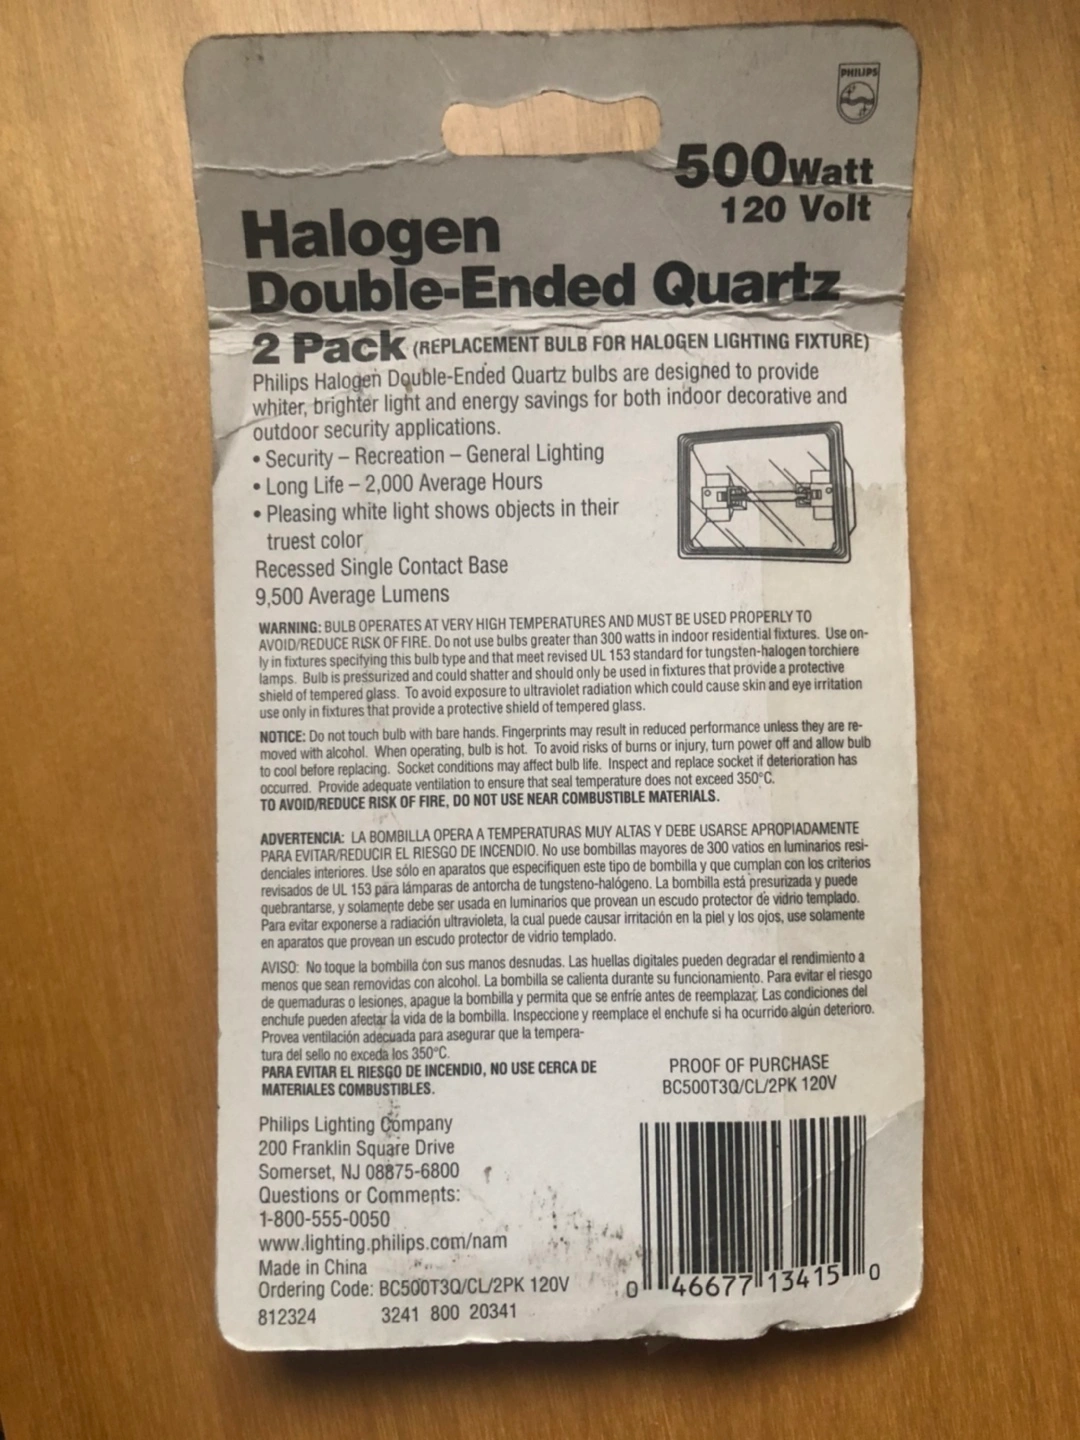 PHILIPS
500Watt
120 Volt
Halogen
Double-Ended Quartz
2 Pack (REPLACEMENT BULB FOR HALOGEN LIGHTING FIXTURE)
Philips Halogen Double-Ended Quartz bulbs are designed to provide
whiter, brighter light and energy savings for both indoor decorative and
outdoor security applications.
• Security – Recreation – General Lighting
• Long Life – 2,000 Average Hours
• Pleasing white light shows objects in their
truest color
Recessed Single Contact Base
9,500 Average Lumens
WARNING: BULB OPERATES AT VERY HIGH TEMPERATURES AND MUST BE USED PROPERLY TO
AVOID/REDUCE RISK OF FIRE. Do not use bulbs greater than 300 watts in indoor residential fixtures. Use on-
ly in fixtures specifying this bulb type and that meet revised UL 153 standard for tungsten-halogen torchiere
lamps. Bulb is pressurized and could shatter and should only be used in fixtures that provide a protective
shield of tempered glass. To avoid exposure to ultraviolet radiation which could cause skin and eye irritation
use only in fixtures that provide a protective shield of tempered glass.
NOTICE: Do not touch bulb with bare hands. Fingerprints may result in reduced performance unless they are re-
moved with alcohol. When operating, bulb is hot. To avoid risks of burns or injury, turn power off and allow bulb
to cool before replacing. Socket conditions may affect bulb life. Inspect and replace socket if deterioration has
occurred. Provide adequate ventilation to ensure that seal temperature does not exceed 350°C.
TO AVOID/REDUCE RISK OF FIRE, DO NOT USE NEAR COMBUSTIBLE MATERIALS.
ADVERTENCIA: LA BOMBILLA OPERA A TEMPERATURAS MUY ALTAS Y DEBE USARSE APROPIADAMENTE
PARA EVITAR/REDUCIR EL RIESGO DE INCENDIO. No use bombillas mayores de 300 vatios en luminarios resi-
denciales interiores. Use sólo en aparatos que especifiquen este tipo de bombilla y que cumplan con los criterios
revisados de UL 153 para lámparas de antorcha de tungsteno-halógeno. La bombilla está presurizada y puede
quebrantarse, y solamente debe ser usada en luminarios que provean un escudo protector de vidrio templado.
Para evitar exponerse a radiación ultravioleta, la cual puede causar irritación en la piel y los ojos, use solamente
en aparatos que provean un escudo protector de vidrio templado.
AVISO: No toque la bombilla con sus manos desnudas. Las huellas digitales pueden degradar el rendimiento a
menos que sean removidas con alcohol. La bombilla se calienta durante su funcionamiento. Para evitar el riesgo
de quemaduras o lesiones, apague la bombilla y permita que se enfríe antes de reemplazar. Las condiciones del
enchufe pueden afectar la vida de la bombilla. Inspeccione y reemplace el enchufe si ha ocurrido algún deterioro.
Provea ventilación adecuada para asegurar que la tempera-
tura del sello no exceda los 350°C.
PARA EVITAR EL RIESGO DE INCENDIO, NO USE CERCA DE
MATERIALES COMBUSTIBLES.
PROOF OF PURCHASE
BC500T3Q/CL/2PK 120V
Philips Lighting Company
200 Franklin Square Drive
Somerset, NJ 08875-6800
Questions or Comments:
1-800-555-0050
www.lighting.philips.com/nam
Made in China
Ordering Code: BC500T3Q/CL/2PK 120V
812324 3241 800 20341
0 46677 13415 0